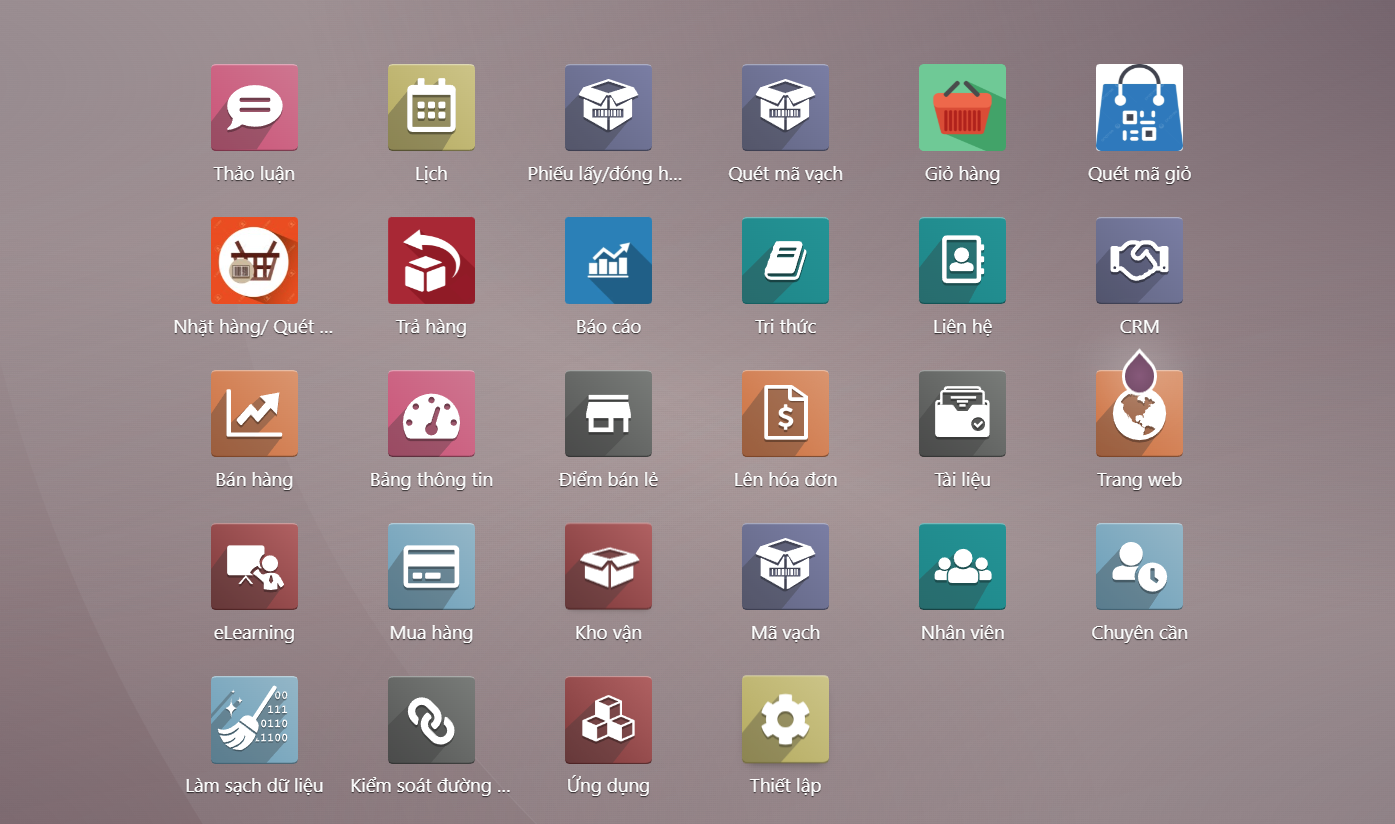 Thảo luận
Lịch
Phiếu lấy/đóng h...
Quét mã vạch
Giỏ hàng
Quét mã giỏ
Nhặt hàng/ Quét ...
Trả hàng
Báo cáo
Tri thức
Liên hệ
CRM
Bán hàng
Bảng thông tin
Điểm bán lẻ
$
Lên hóa đơn
Tài liệu
Trang web
eLearning
Mua hàng
Kho vận
Mã vạch
Nhân viên
Chuyên cần
00
111
0110
11100
Làm sạch dữ liệu
Kiểm soát đường ...
Ứng dụng
Thiết lập